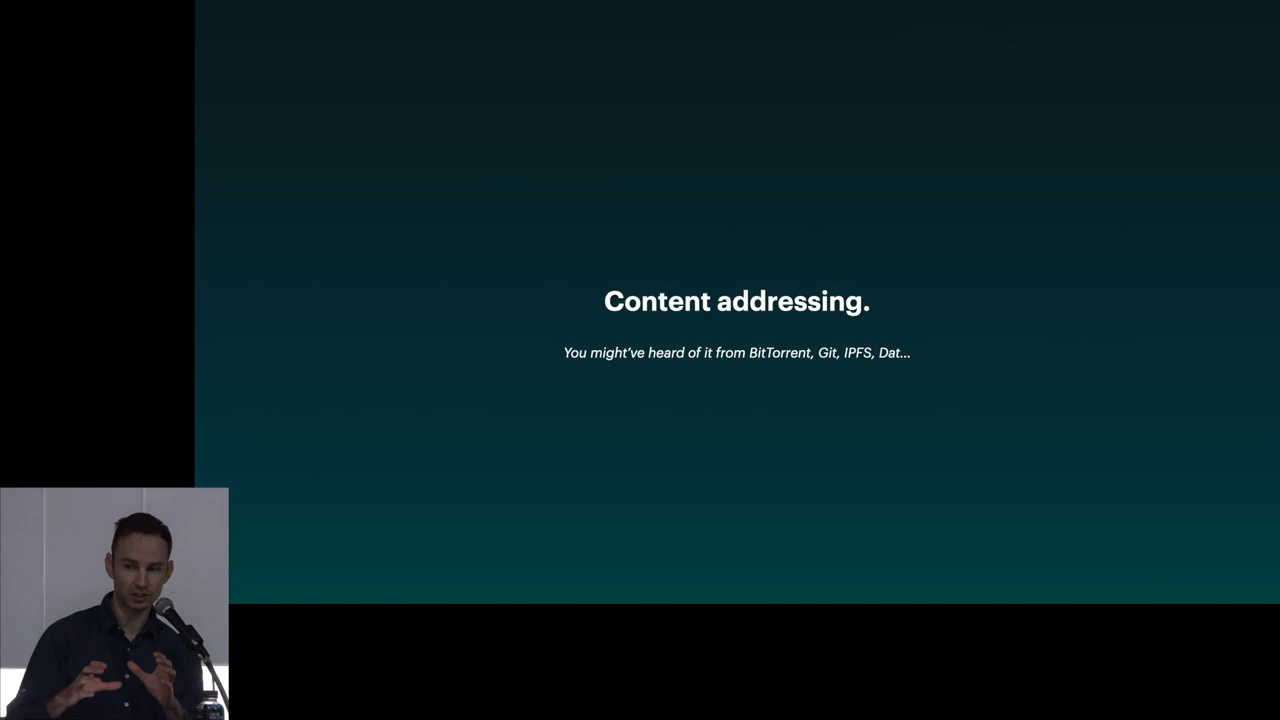 Content addressing.
You might've heard of it from BitTorrent, Git, IPFS, Dat...